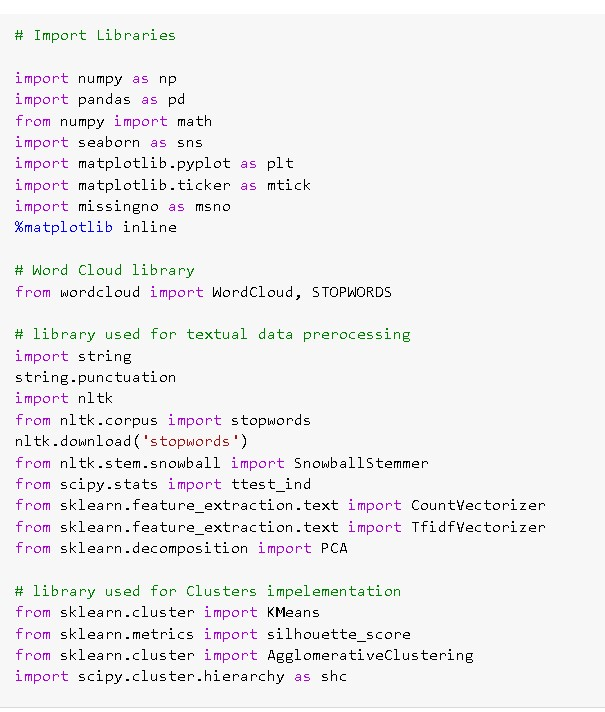 # Import Libraries
import numpy as np
import pandas as pd
from numpy import math
import seaborn as sns
import matplotlib.pyplot as plt
import matplotlib.ticker as mtick
import missingno as msno
%matplotlib inline
# Word Cloud library
from wordcloud import WordCloud, STOPWORDS
# library used for textual data prerocessing
import string
string.punctuation
import nltk
from nltk.corpus import stopwords
nltk.download('stopwords')
from nltk.stem.snowball import SnowballStemmer
from scipy.stats import ttest_ind
from sklearn.feature_extraction.text import CountVectorizer
from sklearn.feature_extraction.text import TfidfVectorizer
from sklearn.decomposition import PCA
# library used for Clusters impelementation
from sklearn.cluster import KMeans
from sklearn.metrics import silhouette_score
from sklearn.cluster import AgglomerativeClustering
import scipy.cluster.hierarchy as shc